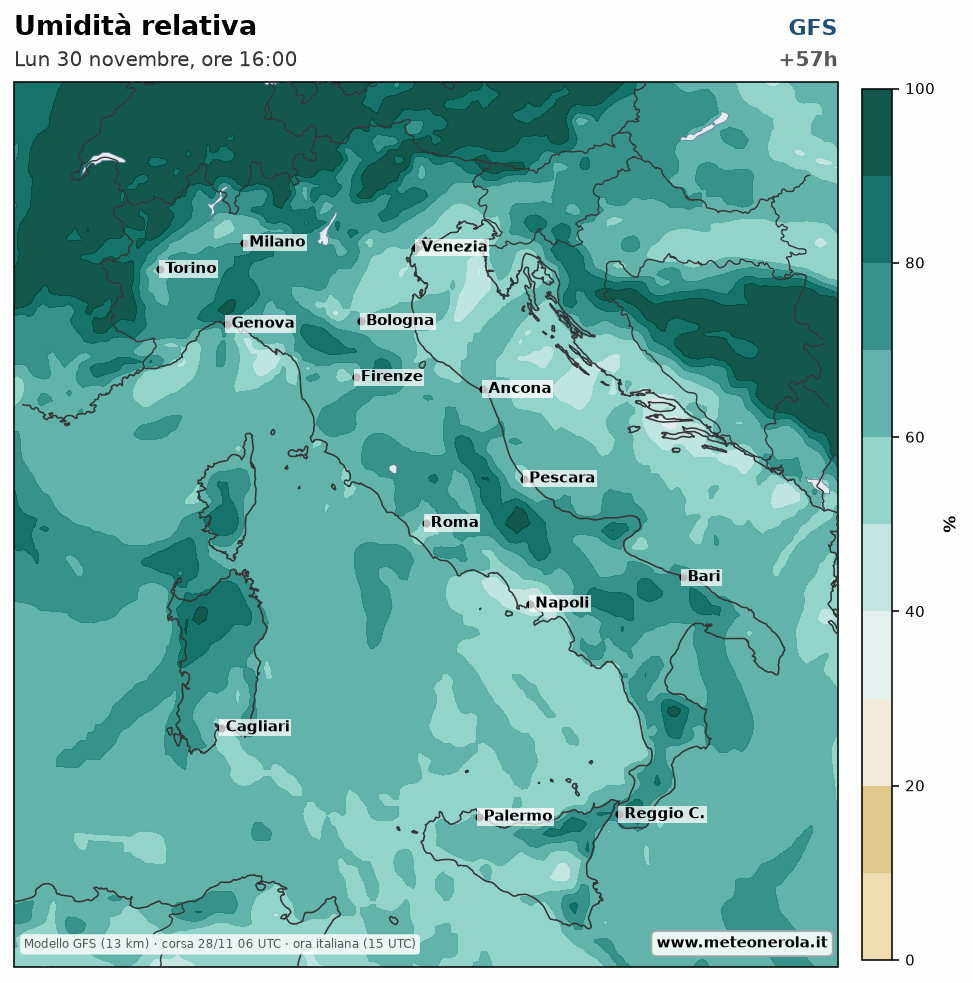 Umidità relativa
GFS
Lun 30 novembre, ore 16:00
+57h
100
80
60
40
20
0
%
Milano
Venezia
Torino
Genova
Bologna
Firenze
Ancona
Pescara
Roma
Bari
Napoli
Cagliari
Palermo
Reggio C.
Modello GFS (13 km) · corsa 28/11 06 UTC · ora italiana (15 UTC)
www.meteonerola.it